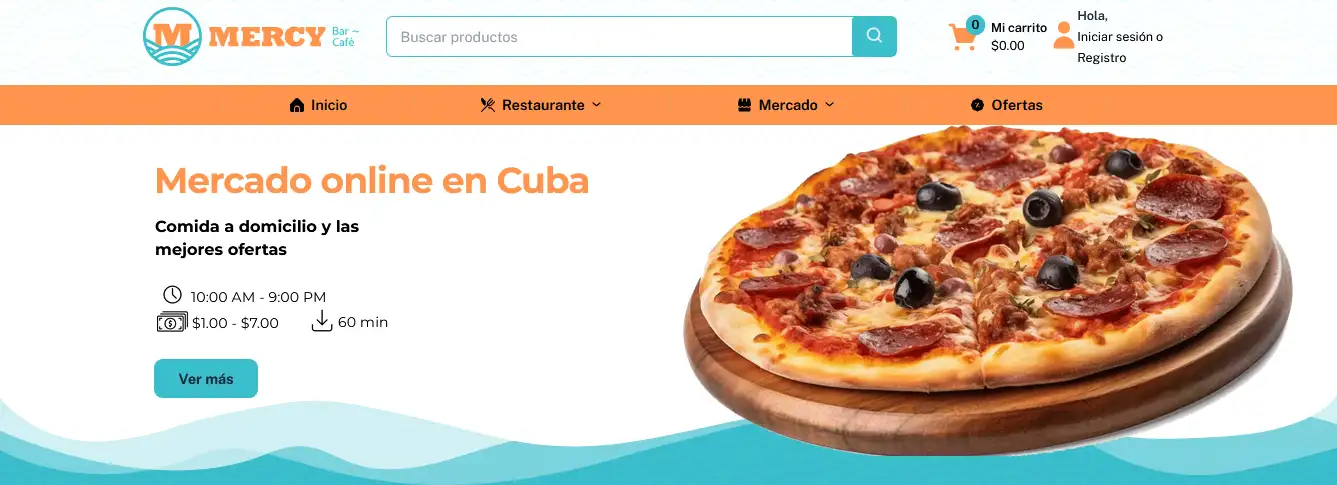 M MERCY Bar ~
Café
Buscar productos
0
Mi carrito
$0.00
Hola,
Iniciar sesión o
Registro
Inicio
Restaurante
Mercado
Ofertas
Mercado online en Cuba
Comida a domicilio y las
mejores ofertas
10:00 AM - 9:00 PM
$1.00 - $7.00
60 min
Ver más